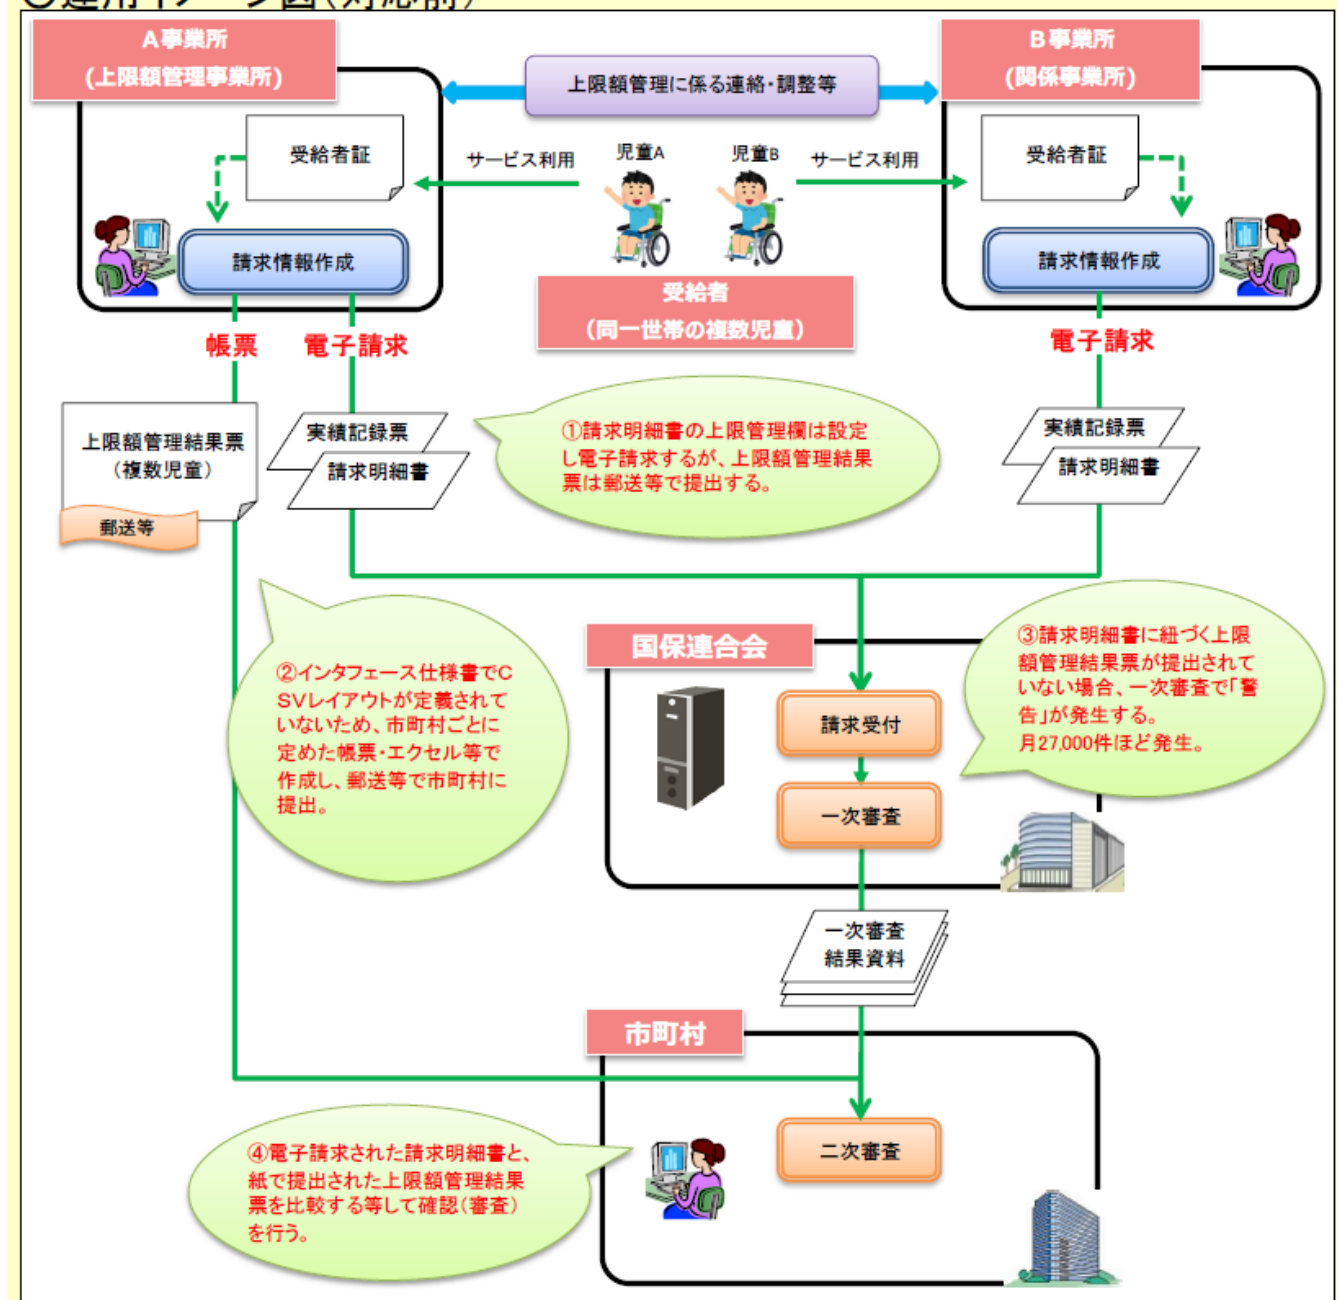 〇運用イメージ図（対応前）
A事業所
(上限額管理事業所)
B事業所
(関係事業所)
上限額管理に係る連絡・調整等
受給者証
サービス利用
児童A
児童B
サービス利用
受給者証
請求情報作成
請求情報作成
受給者
（同一世帯の複数児童）
帳票
電子請求
電子請求
上限額管理結果票
（複数児童）
郵送等
実績記録票
請求明細書
①請求明細書の上限管理欄は設定
し電子請求するが、上限額管理結果
票は郵送等で提出する。
実績記録票
請求明細書
②インタフェース仕様書でC
SVレイアウトが定義されて
いないため、市町村ごとに
定めた帳票・エクセル等で
作成し、郵送等で市町村に
提出。
国保連合会
請求受付
一次審査
③請求明細書に紐づく上限
額管理結果票が提出されて
いない場合、一次審査で「警
告」が発生する。
月27,000件ほど発生。
一次審査
結果資料
市町村
二次審査
④電子請求された請求明細書と、
紙で提出された上限額管理結果
票を比較する等して確認（審査）
を行う。